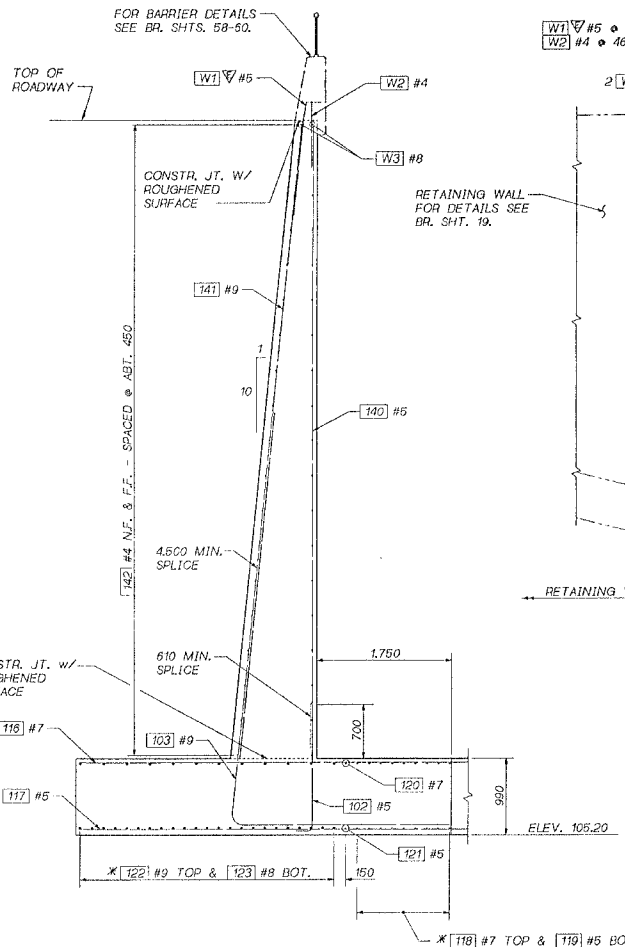 FOR BARRIER DETAILS
SEE BR. SHTS. 58-60.
W1 #5 @
W2 #4 @ 46
TOP OF
ROADWAY
W1 #5
W2 #4
2
W3 #8
CONSTR. JT. W/
ROUGHENED
SURFACE
RETAINING WALL
FOR DETAILS SEE
BR. SHT. 19.
141 #9
1
10
142 #4 N.F. & F.F. - SPACED @ ABT. 450
140 #6
4.500 MIN.
SPLICE
RETAINING
610 MIN.
SPLICE
1.750
STR. JT. W/
GHENED
ACE
700
116 #7
103 #9
120 #7
117 #5
102 #5
990
ELEV. 105.20
121 #5
* 122 #9 TOP & 123 #8 BOT.
150
* 118 #7 TOP & 119 #5 BO